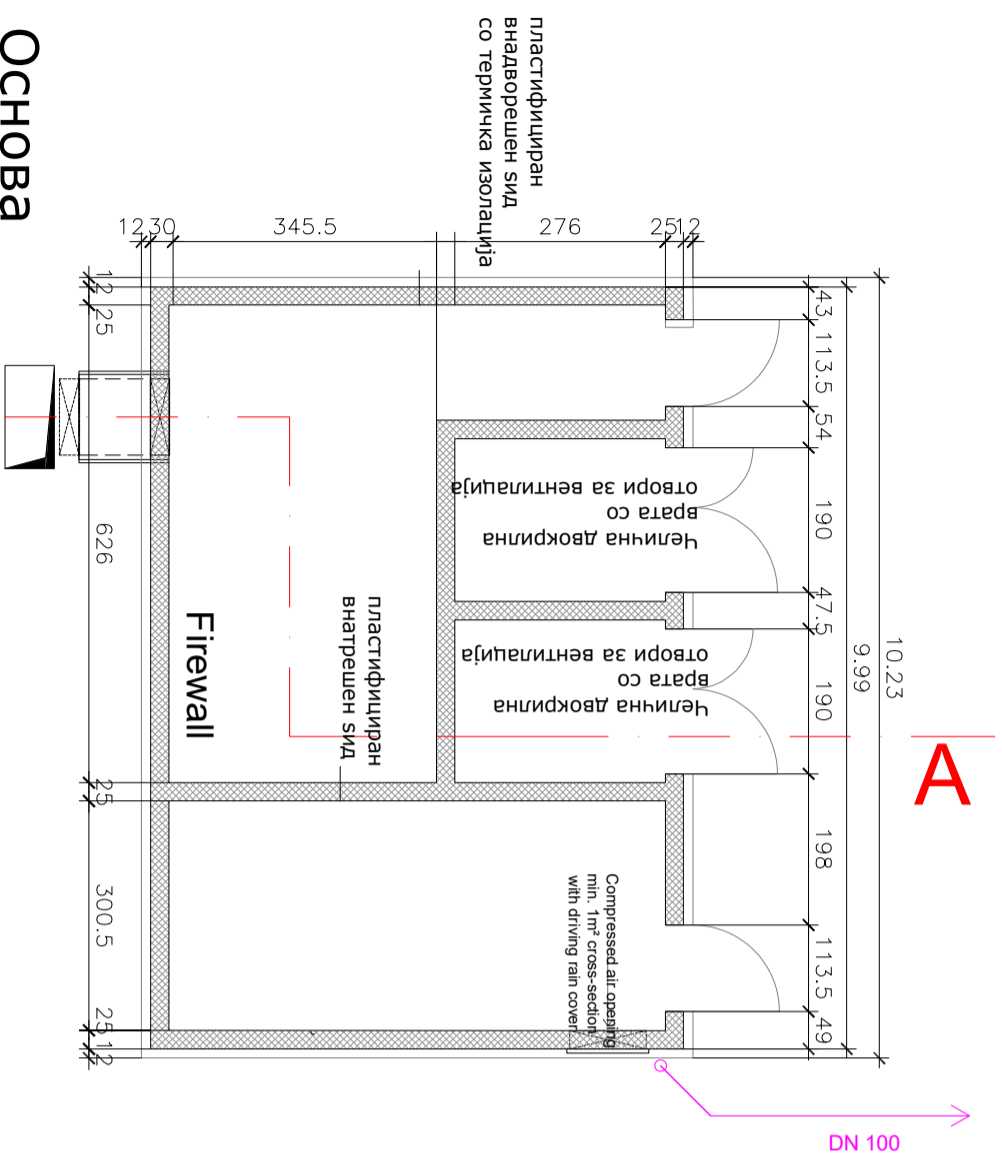 Основа
пластифициран
внадворешен ѕид
со термичка изолација
12
30
345.5
276
25
12
12
25
626
25
300.5
25
12
43
113.5
54
190
47.5
190
198
113.5
49
9.99
10.23
Челична двокрилна
врата со
отвори за вентилација
Челична двокрилна
врата со
отвори за вентилација
пластифициран
внатрешен ѕид
Firewall
Compressed air opening
min. 1m² cross-section
with driving rain cover
A
DN 100